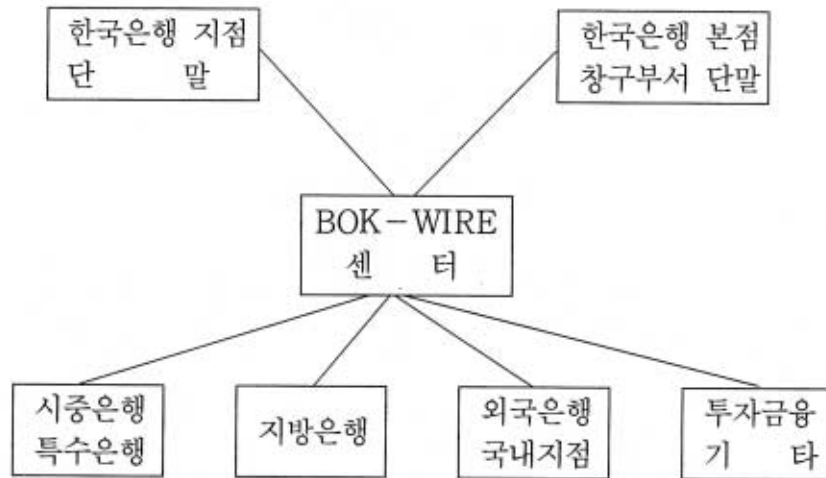 한국은행 지점
단 말
한국은행 본점
창구부서 단말
BOK-WIRE
센 터
시중은행
특수은행
지방은행
외국은행
국내지점
투자금융
기 타